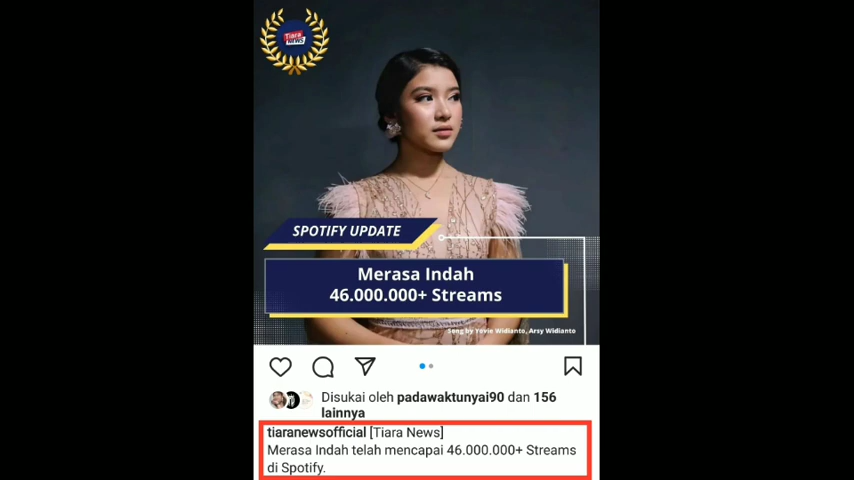 Tiara
NEWS
SPOTIFY UPDATE
Merasa Indah
46.000.000+ Streams
Song by Yovie Widianto, Arsy Widianto
Disukai oleh padawaktunyai90 dan 156
lainnya
tiaranewsofficial [Tiara News]
Merasa Indah telah mencapai 46.000.000+ Streams
di Spotify.